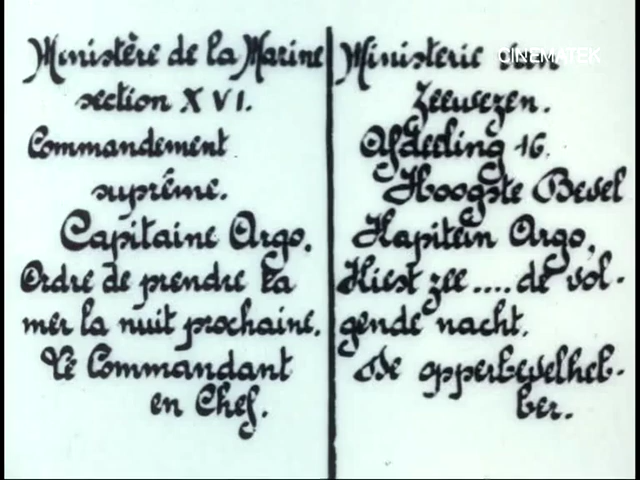 CINEMATEK
Ministère de la Marine
section XVI.
Commandement
suprême.
Capitaine Argo.
Ordre de prendre la
mer la nuit prochaine.
Le Commandant
en Chef.
Ministerie van
Zeewezen.
Afdeeling 16.
Hoogste Bevel
Kapitein Argo,
Kiest zee.... de vol-
gende nacht.
De opperbevelheb-
ber.